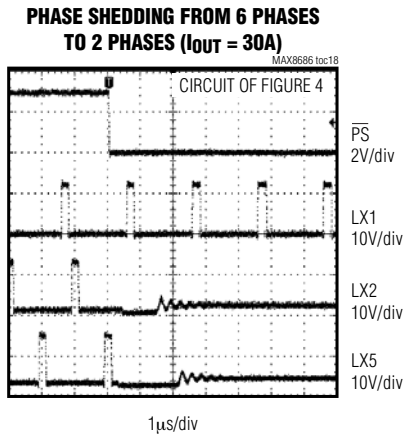 PHASE SHEDDING FROM 6 PHASES
TO 2 PHASES (IOUT = 30A)
MAX8686 toc18
T
CIRCUIT OF FIGURE 4
PS
2V/div
LX1
10V/div
LX2
10V/div
LX5
10V/div
1μs/div